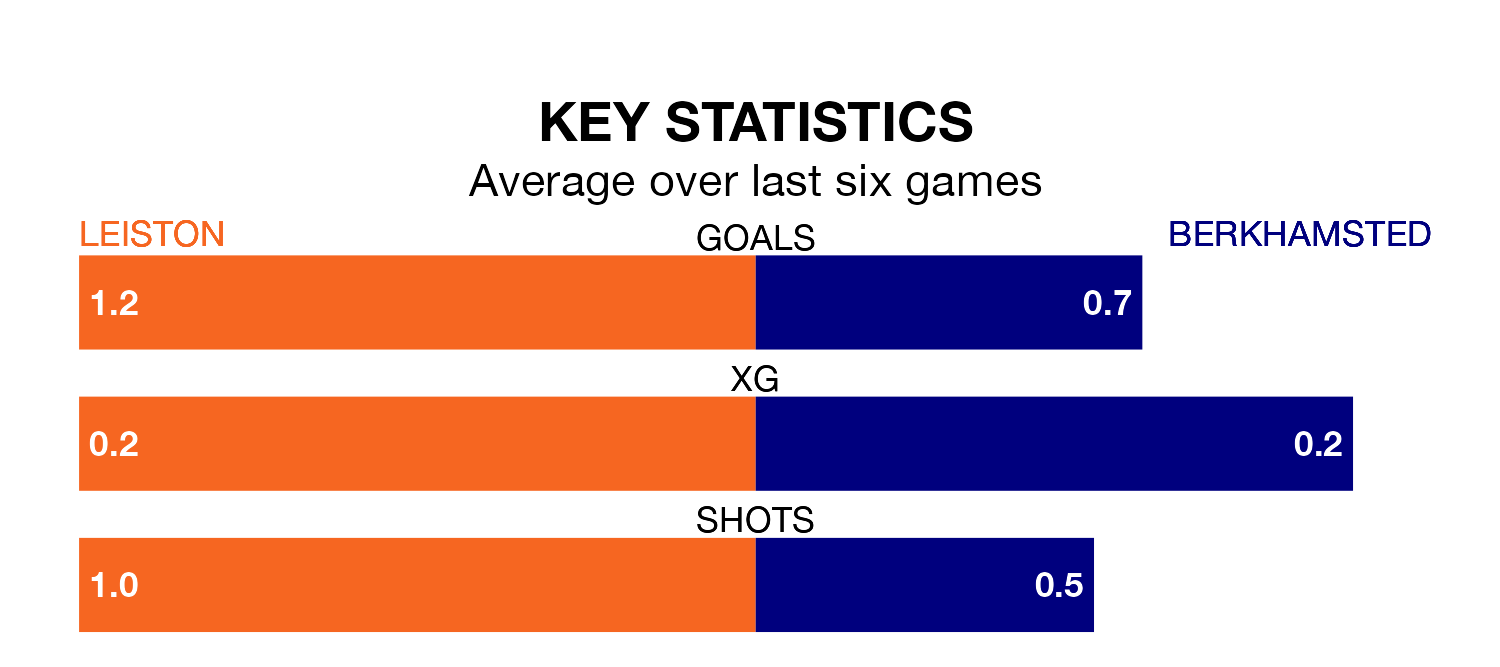 KEY STATISTICS
Average over last six games
LEISTON
GOALS
BERKHAMSTED
1.2
0.7
XG
0.2
0.2
SHOTS
1.0
0.5